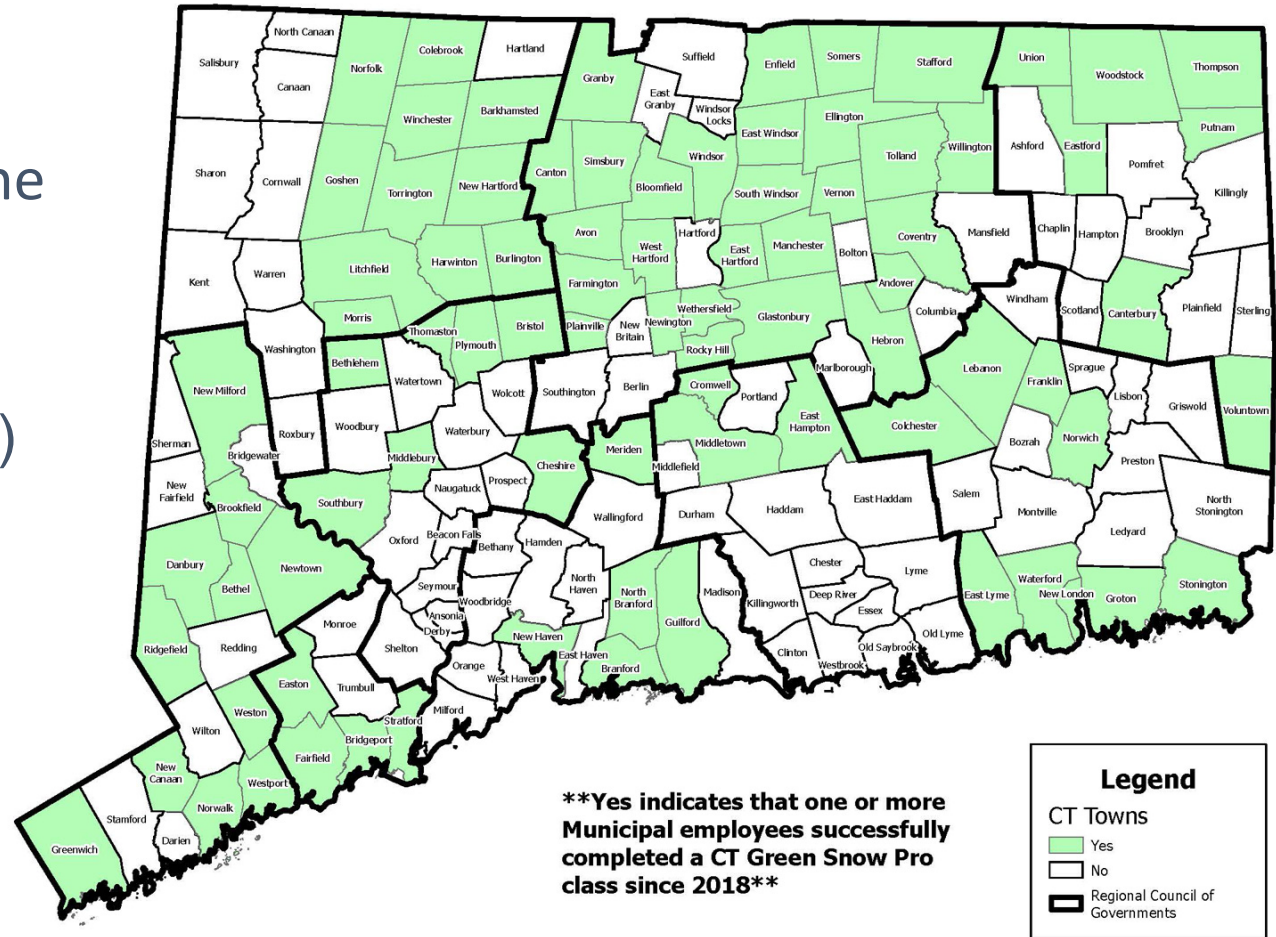 ne
)
North Canaan
Salisbury
Canaan
Norfolk
Colebrook
Hartland
Granby
Suffield
East
Granby
Windsor
Locks
Enfield
Somers
Stafford
Union
Woodstock
Thompson
Winchester
Barkhamsted
East Windsor
Ellington
Willington
Ashford
Eastford
Putnam
Pomfret
Killingly
Sharon
Cornwall
Goshen
Torrington
New Hartford
Canton
Simsbury
Bloomfield
Windsor
South Windsor
Vernon
Tolland
Kent
Warren
Litchfield
Harwinton
Burlington
Avon
West
Hartford
Hartford
East
Hartford
Manchester
Bolton
Coventry
Mansfield
Chaplin
Hampton
Brooklyn
Andover
Columbia
Windham
Scotland
Canterbury
Plainfield
Sterling
Morris
Farmington
Wethersfield
Glastonbury
Hebron
Washington
Bethlehem
Thomaston
Plymouth
Bristol
Plainville
New
Britain
Newington
Rocky Hill
Marlborough
Lebanon
Franklin
Sprague
Lisbon
Griswold
Voluntown
New Milford
Watertown
Wolcott
Southington
Berlin
Cromwell
Portland
East
Hampton
Colchester
Bozrah
Norwich
Preston
Sherman
Bridgewater
Roxbury
Woodbury
Waterbury
Middlebury
Cheshire
Meriden
Middletown
Middlefield
New
Fairfield
Brookfield
Southbury
Naugatuck
Prospect
Wallingford
Durham
Haddam
East Haddam
Salem
Montville
Ledyard
North
Stonington
Danbury
Bethel
Newtown
Oxford
Beacon Falls
Bethany
Hamden
North
Haven
Seymour
Woodbridge
Ansonia
Derby
North
Branford
Guilford
Madison
Killingworth
Chester
Deep River
Essex
Lyme
East Lyme
Waterford
New London
Groton
Stonington
Ridgefield
Redding
Monroe
Shelton
New Haven
East Haven
Branford
Clinton
Westbrook
Old Saybrook
Old Lyme
Orange
West Haven
Easton
Trumbull
Milford
Stratford
Wilton
Weston
Bridgeport
Fairfield
New
Canaan
Westport
Norwalk
Stamford
Darien
Greenwich
**Yes indicates that one or more
Municipal employees successfully
completed a CT Green Snow Pro
class since 2018**
Legend
CT Towns
Yes
No
Regional Council of
Governments